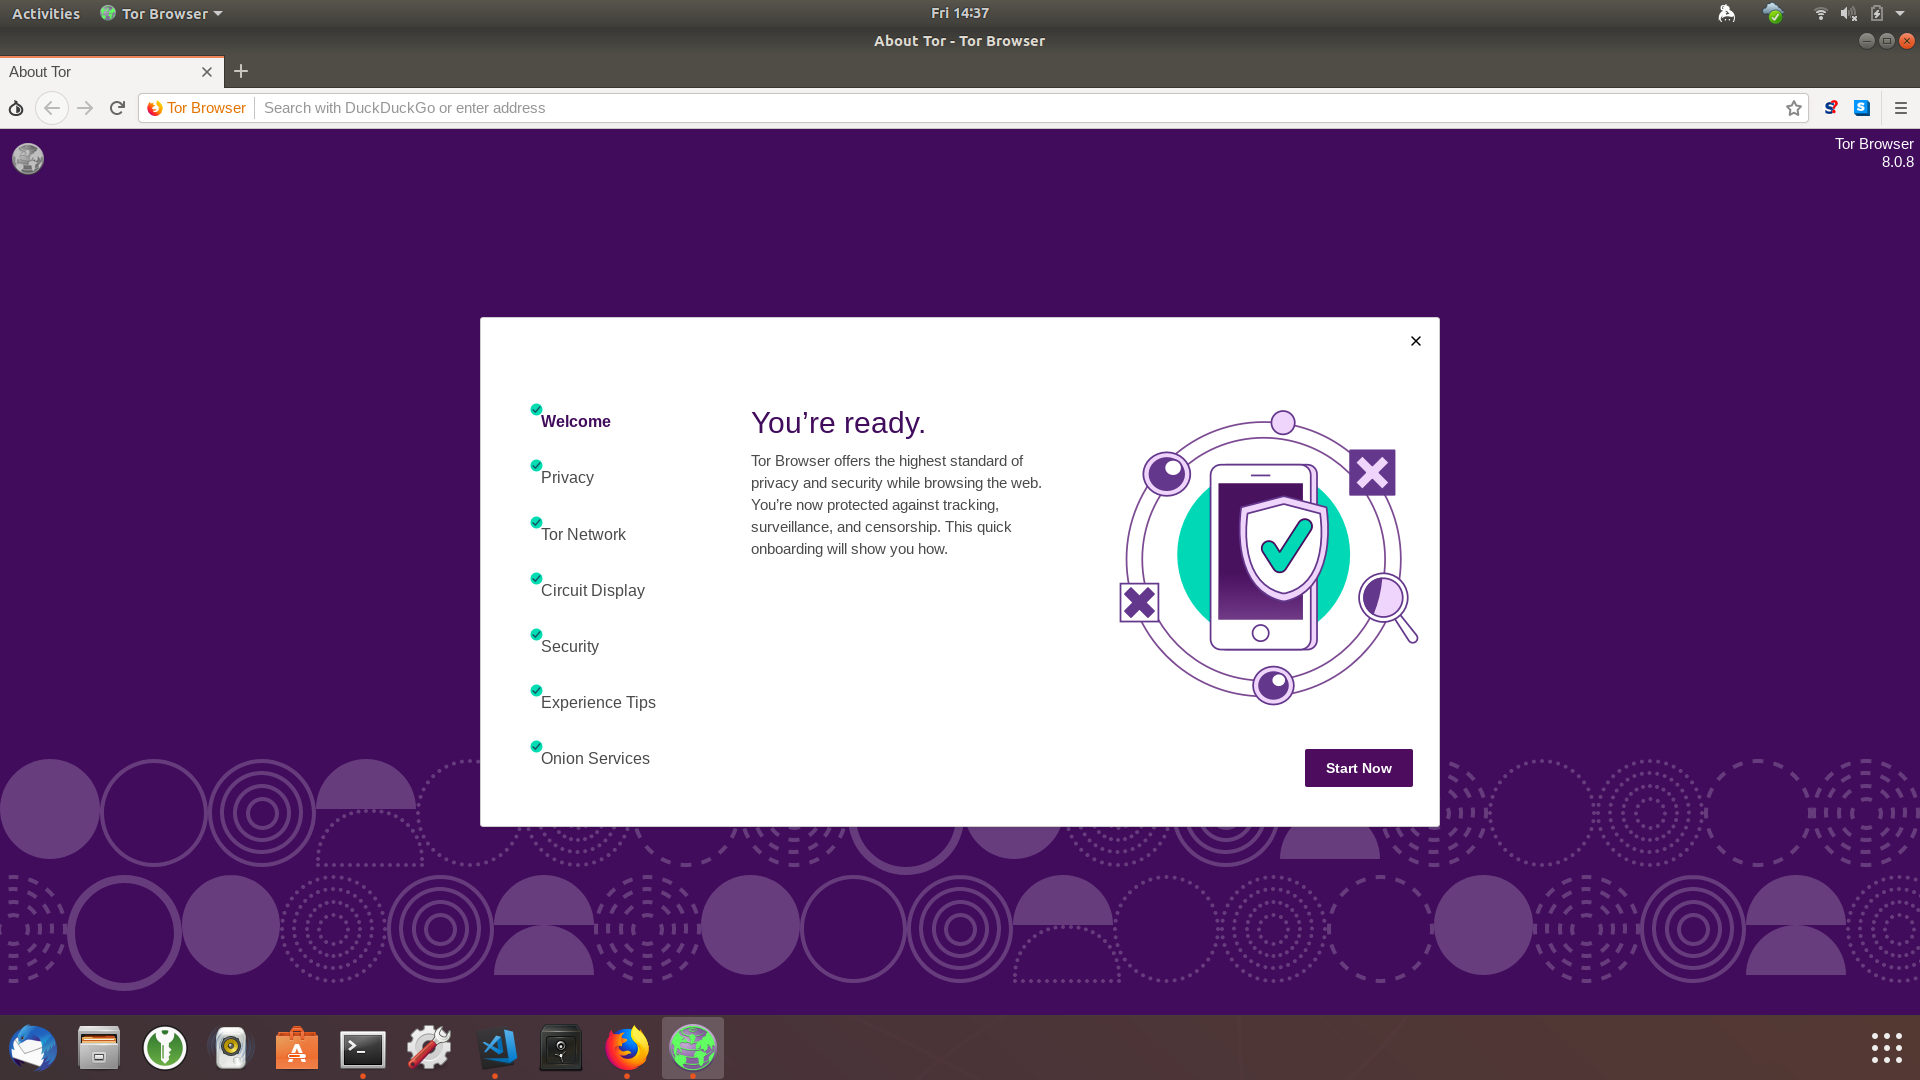 Activities
Tor Browser
Fri 14:37
About Tor - Tor Browser
About Tor
Tor Browser
Search with DuckDuckGo or enter address
Tor Browser
8.0.8
Welcome
Privacy
Tor Network
Circuit Display
Security
Experience Tips
Onion Services
You’re ready.
Tor Browser offers the highest standard of
privacy and security while browsing the web.
You’re now protected against tracking,
surveillance, and censorship. This quick
onboarding will show you how.
Start Now